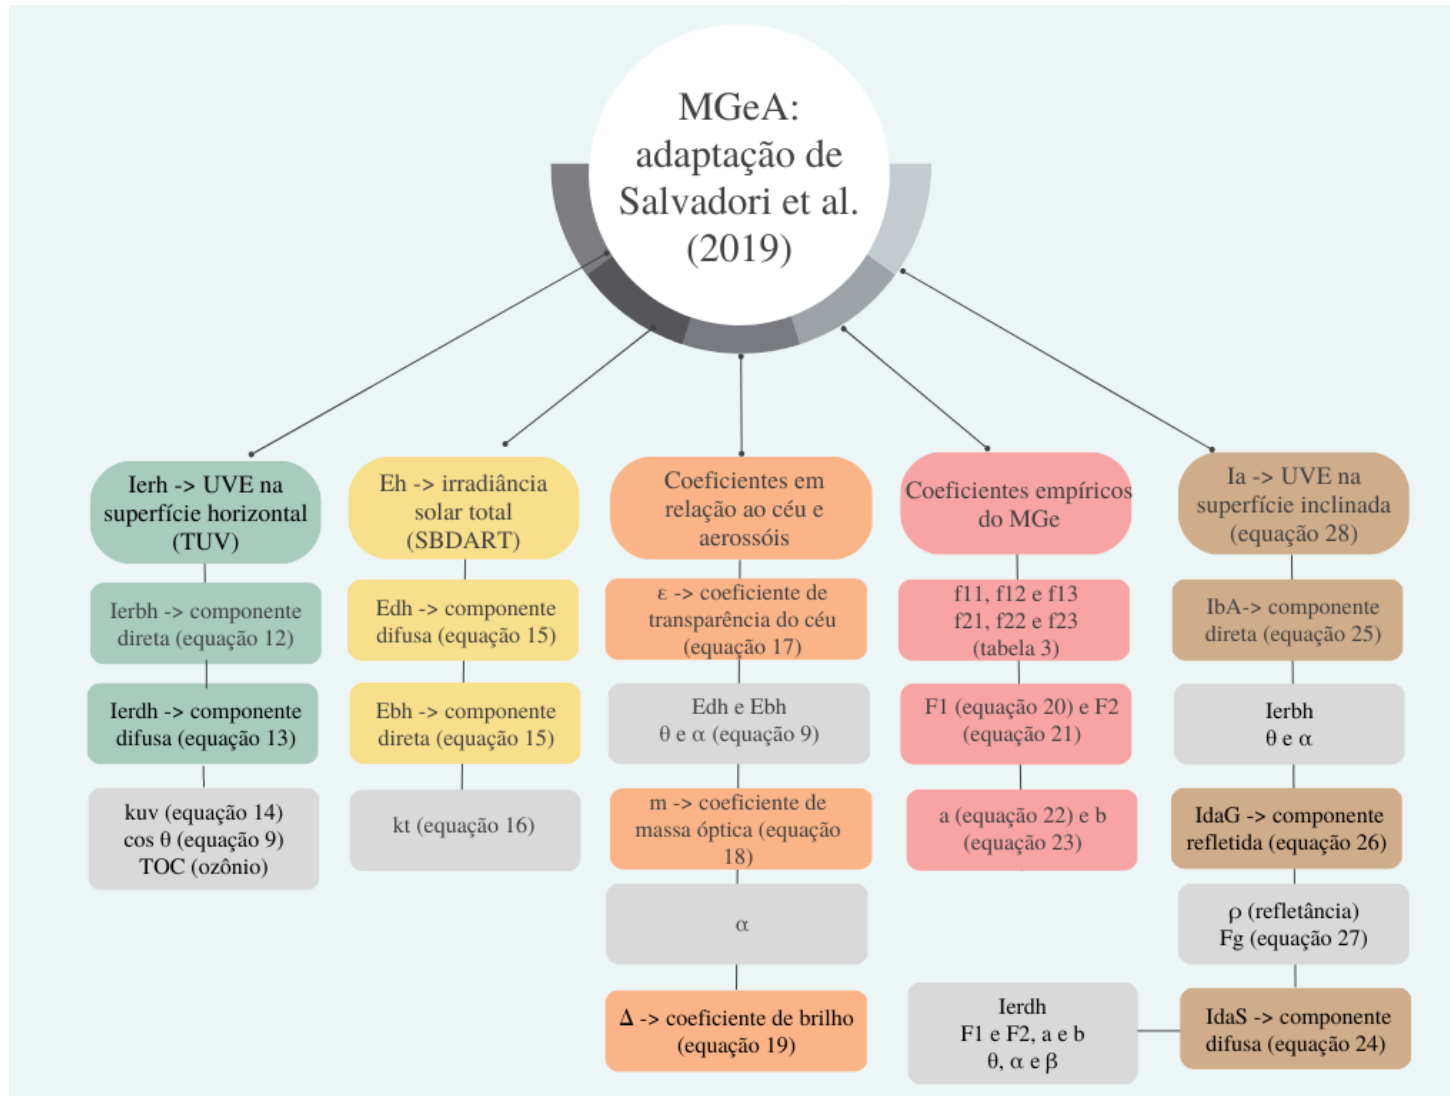 MGeA:
adaptação de
Salvadori et al.
(2019)
Ierh -> UVE na
superfície horizontal
(TUV)
Ierbh -> componente
direta (equação 12)
Ierdh -> componente
difusa (equação 13)
kuv (equação 14)
cos θ (equação 9)
TOC (ozônio)
Eh -> irradiância
solar total
(SBDART)
Edh -> componente
difusa (equação 15)
Ebh -> componente
direta (equação 15)
kt (equação 16)
Coeficientes em
relação ao céu e
aerossóis
ε -> coeficiente de
transparência do céu
(equação 17)
Edh e Ebh
θ e α (equação 9)
m -> coeficiente de
massa óptica (equação
18)
α
Δ -> coeficiente de brilho
(equação 19)
Coeficientes empíricos
do MGe
f11, f12 e f13
f21, f22 e f23
(tabela 3)
F1 (equação 20) e F2
(equação 21)
a (equação 22) e b
(equação 23)
Ia -> UVE na
superfície inclinada
(equação 28)
IbA-> componente
direta (equação 25)
Ierbh
θ e α
IdaG -> componente
refletida (equação 26)
ρ (refletância)
Fg (equação 27)
IdaS -> componente
difusa (equação 24)
Ierdh
F1 e F2, a e b
θ, α e β